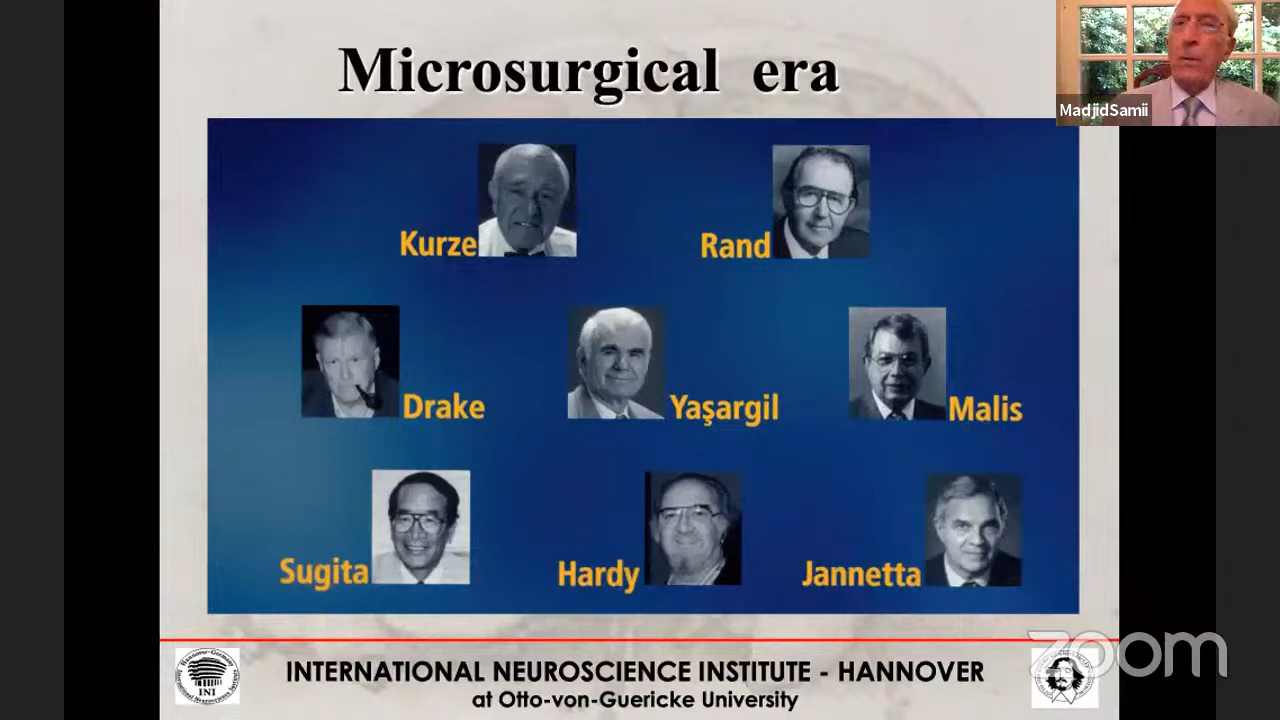 Microsurgical era
MadjidSamii
Kurze
Rand
Drake
Yaşargil
Malis
Sugita
Hardy
Jannetta
INTERNATIONAL NEUROSCIENCE INSTITUTE - HANNOVER
at Otto-von-Guericke University
INI
zoom